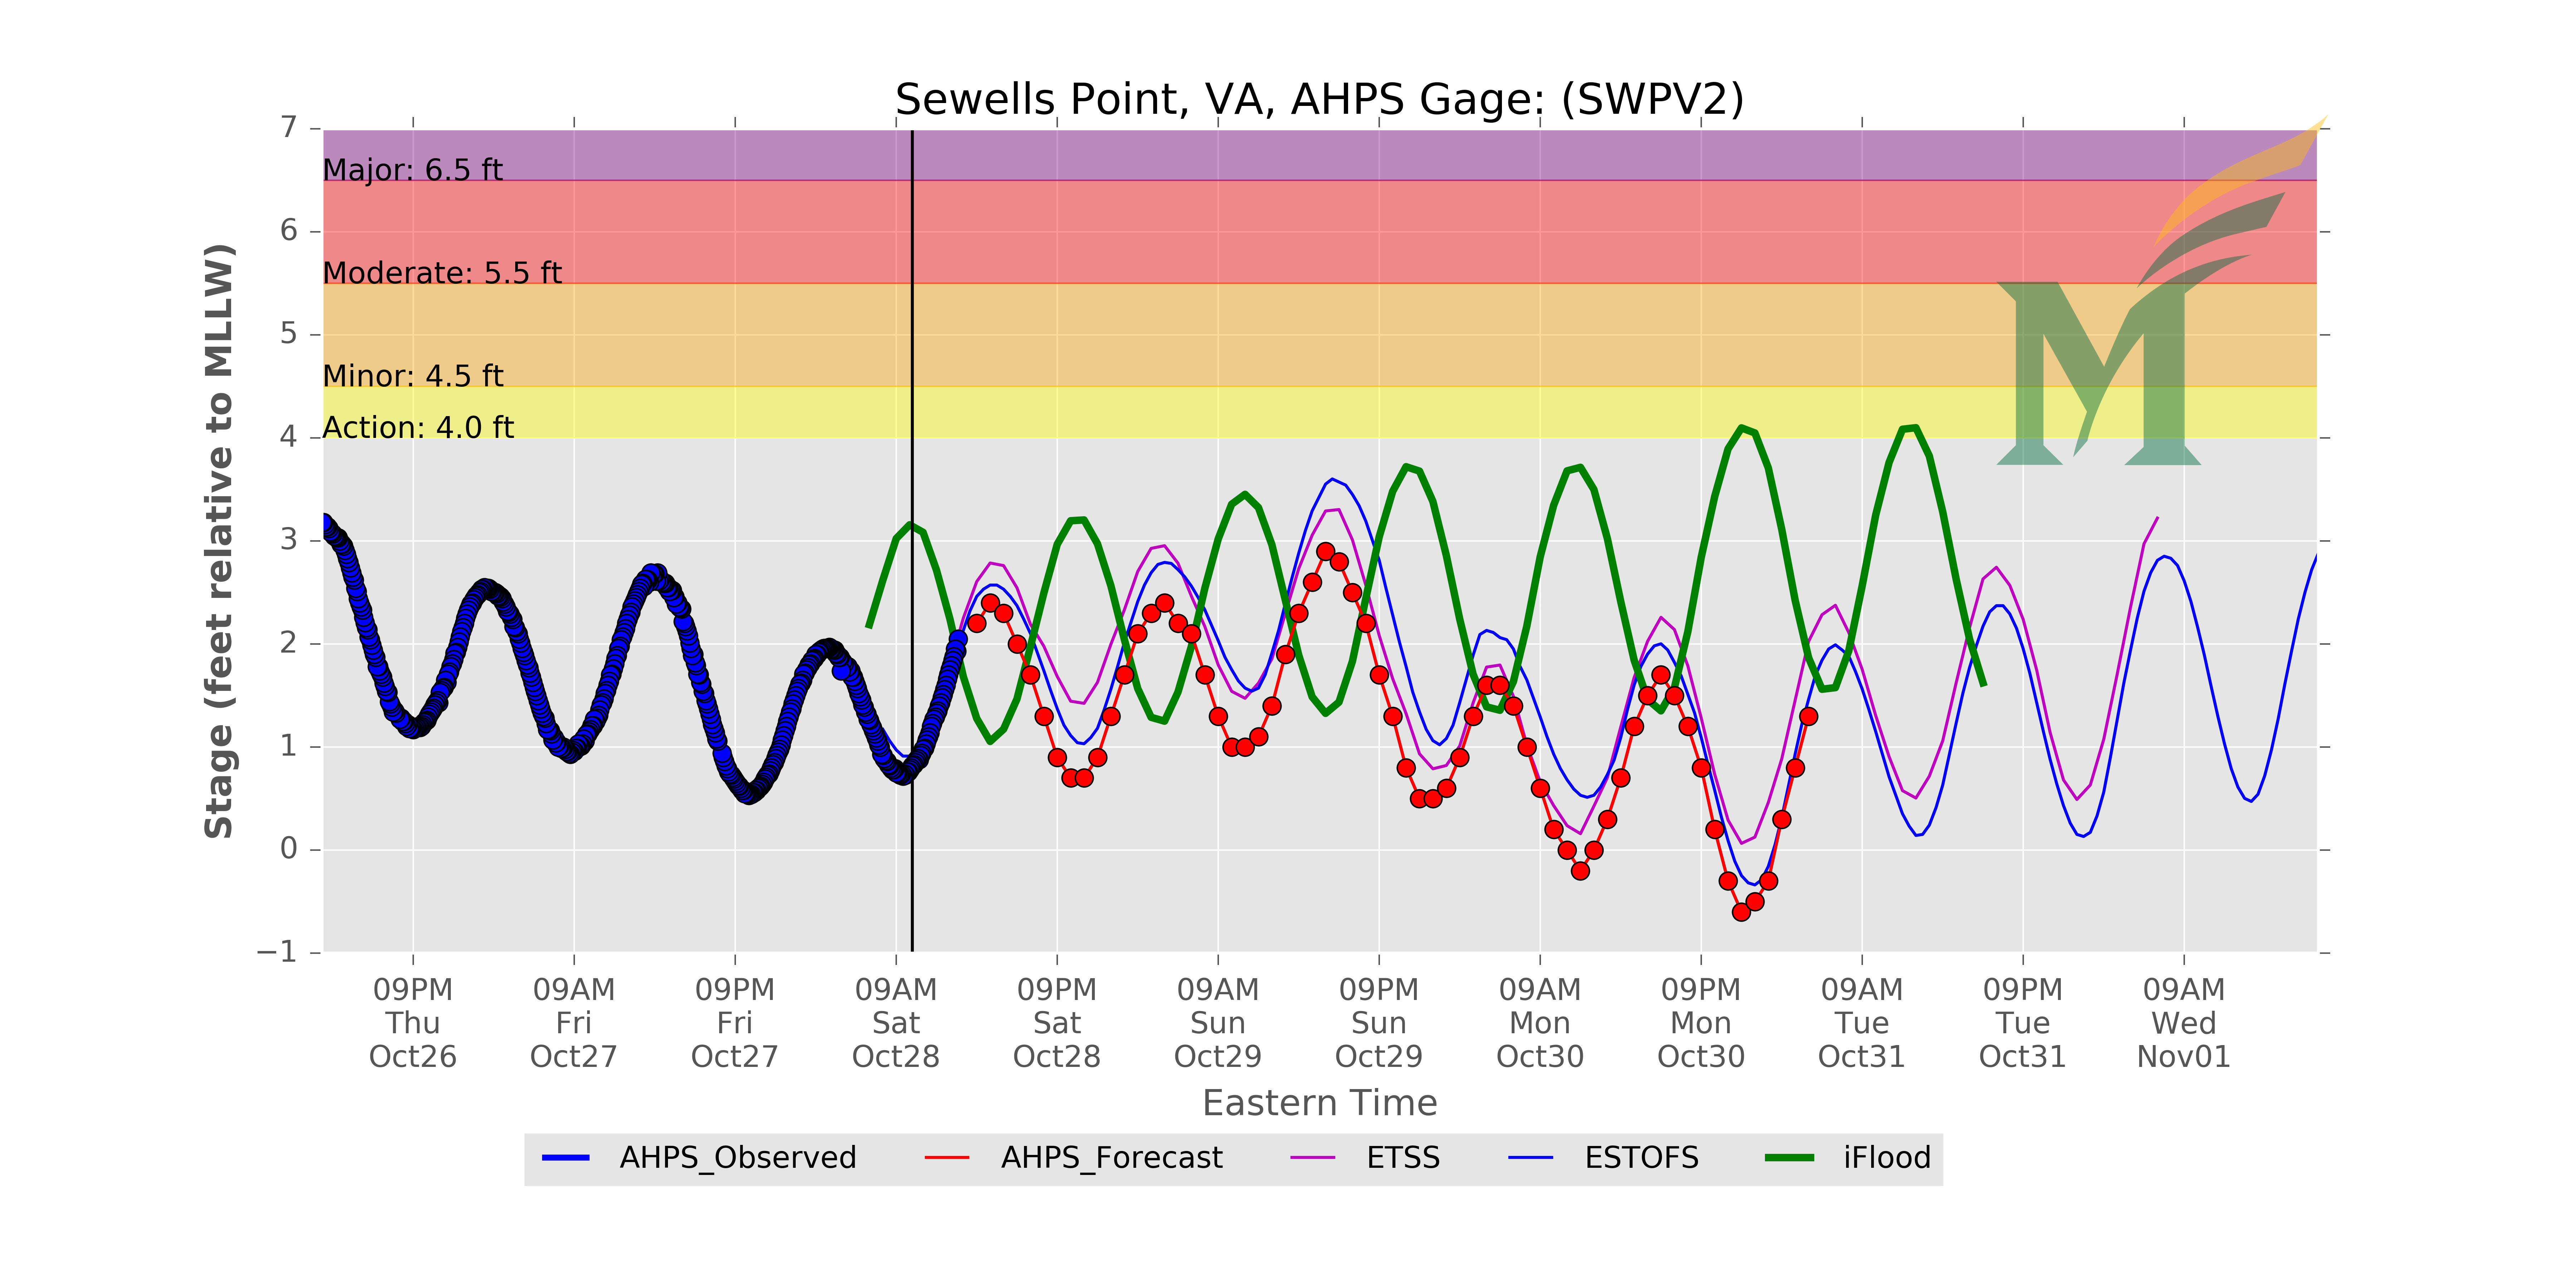 Sewells Point, VA, AHPS Gage: (SWPV2)
7
Major: 6.5 ft
6
Moderate: 5.5 ft
5
Minor: 4.5 ft
Action: 4.0 ft
4
3
2
1
0
−1
Stage (feet relative to MLLW)
09PM 09AM 09PM 09AM 09PM 09AM 09PM 09AM 09PM 09AM 09PM 09AM
Thu Fri Fri Sat Sat Sun Sun Mon Mon Tue Tue Wed
Oct26 Oct27 Oct27 Oct28 Oct28 Oct29 Oct29 Oct30 Oct30 Oct31 Oct31 Nov01
Eastern Time
AHPS_Observed AHPS_Forecast ETSS ESTOFS iFlood
M